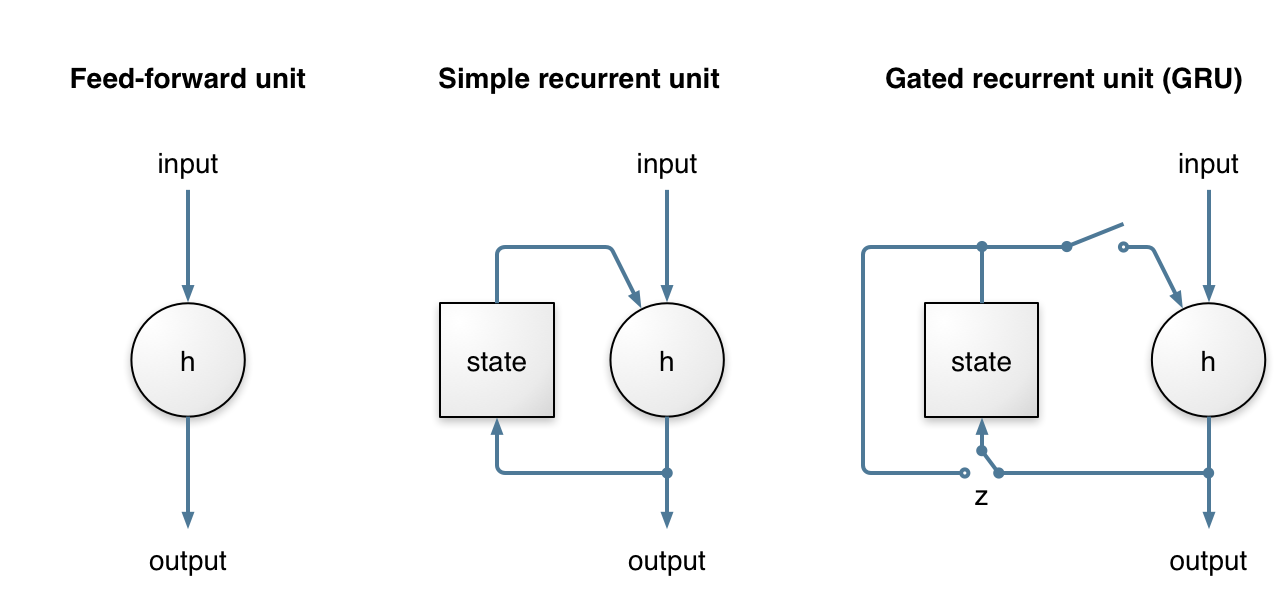 Feed-forward unit
input
h
output
Simple recurrent unit
input
state
h
output
Gated recurrent unit (GRU)
input
state
h
z
output